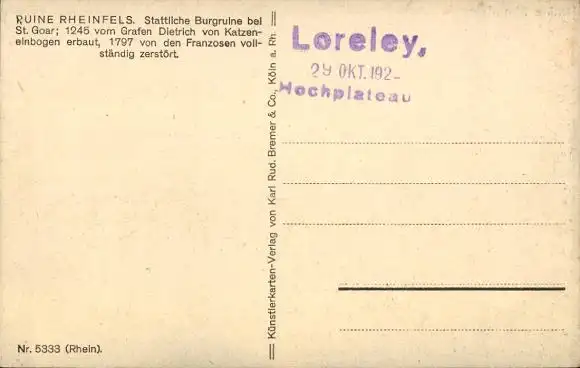 RUINE RHEINFELS. Stattliche Burgruine bei
St. Goar; 1245 vom Grafen Dietrich von Katzen-
elnbogen erbaut, 1797 von den Franzosen voll-
ständig zerstört.
Künstlerkarten-Verlag von Karl Rud. Bremer & Co., Köln a. Rh.
Loreley,
29 OKT. 192-
Hochplateau
Nr. 5333 (Rhein).